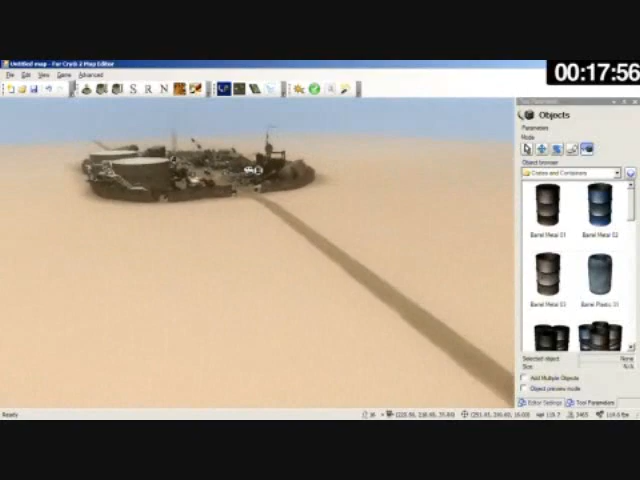 Untitled map - Far Cry® 2 Map Editor
00:17:56
File Edit View Game Advanced
S R N
Tool Parameters
Objects
Parameters
Mode
Object browser
Crates and Containers
Barrel Metal 01 Barrel Metal 02
Barrel Metal 03 Barrel Plastic 01
Selected object None
Size N/A
Add Multiple Objects
Object preview mode
Editor Settings Tool Parameters
Ready